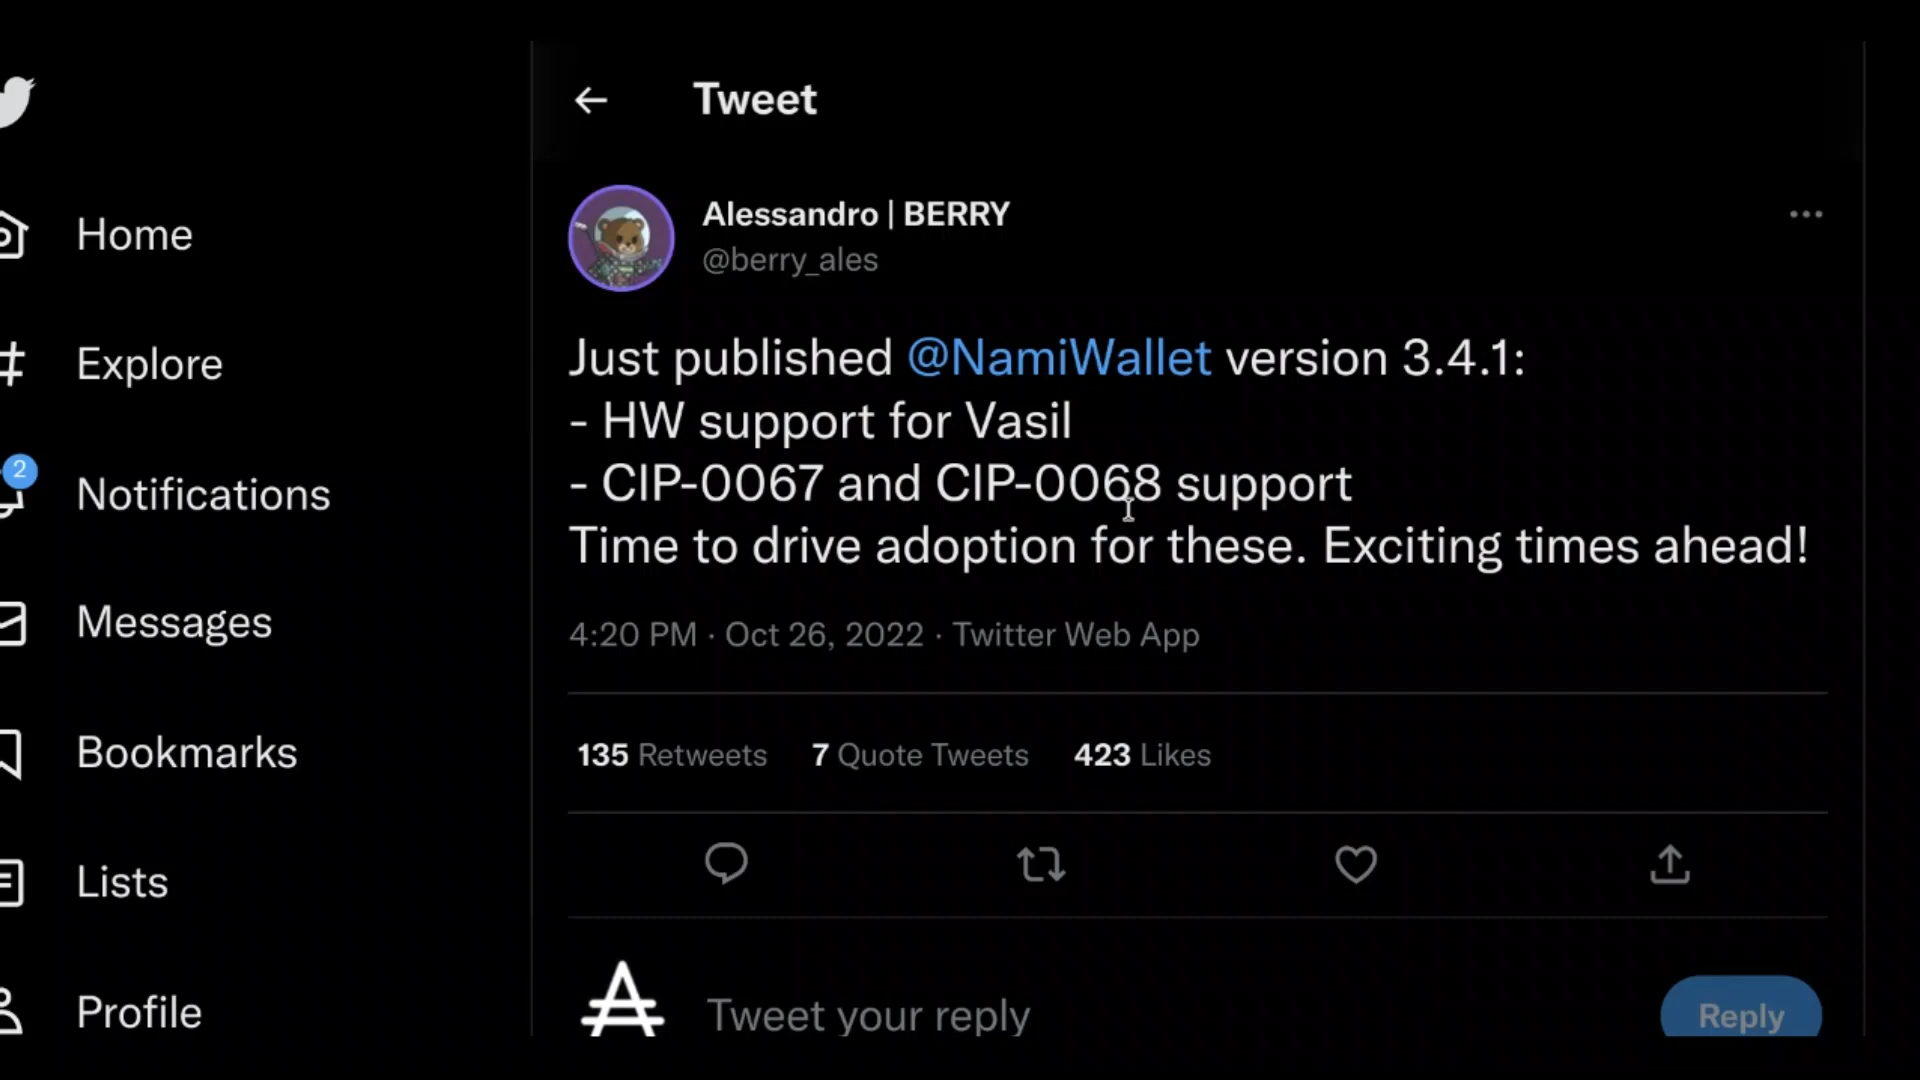 Tweet
Home
Explore
2
Notifications
Messages
Bookmarks
Lists
Profile
Alessandro | BERRY
@berry_ales
Just published @NamiWallet version 3.4.1:
- HW support for Vasil
- CIP-0067 and CIP-0068 support
Time to drive adoption for these. Exciting times ahead!
4:20 PM · Oct 26, 2022 · Twitter Web App
135 Retweets 7 Quote Tweets 423 Likes
Tweet your reply
Reply